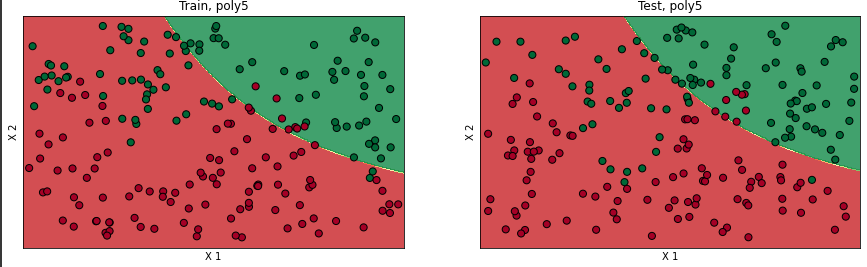 Train, poly5
Test, poly5
X 2
X 2
X 1
X 1